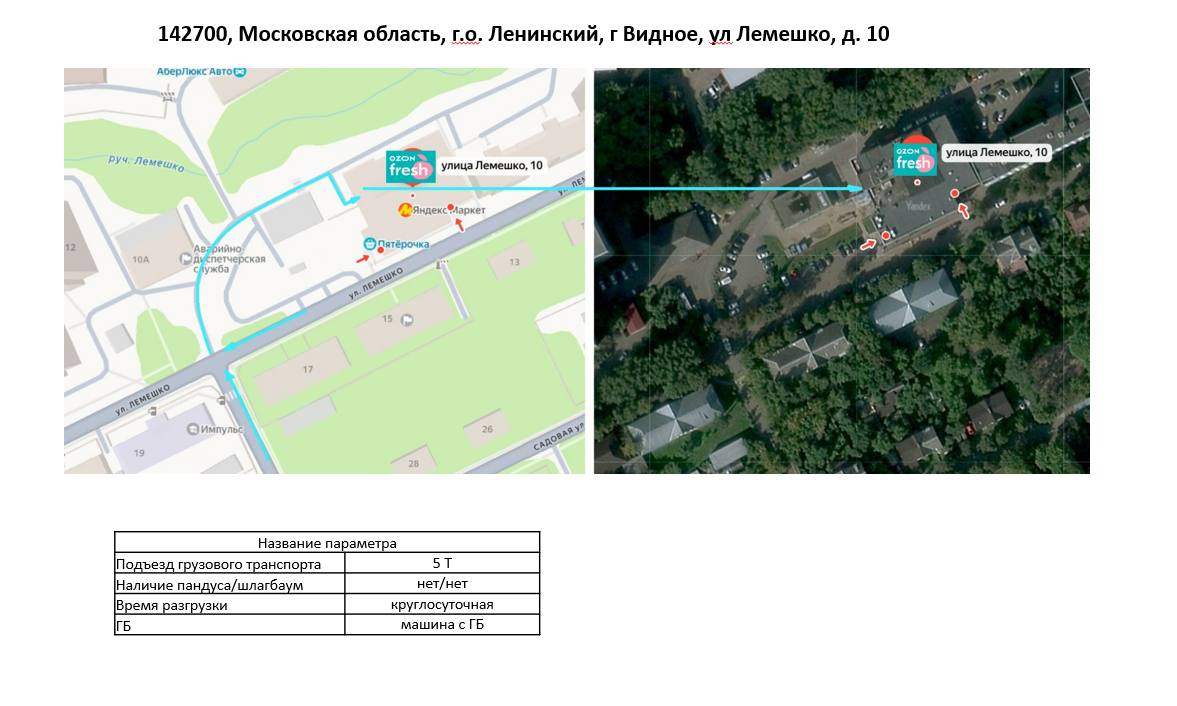 142700, Московская область, г.о. Ленинский, г Видное, ул Лемешко, д. 10
АберЛюкс Авто
руч. Лемешко
OZON
fresh
улица Лемешко, 10
Яндекс Маркет
ул. ЛЕМ
Пятёрочка
12
10А
Аварийно-
диспетчерская
служба
13
ул. ЛЕМЕШКО
15
17
ул. ЛЕМЕШКО
Импульс
19
26
28
САДОВАЯ ул
OZON
fresh
улица Лемешко, 10
Yandex
Название параметра
Подъезд грузового транспорта 5 Т
Наличие пандуса/шлагбаум нет/нет
Время разгрузки круглосуточная
ГБ машина с ГБ